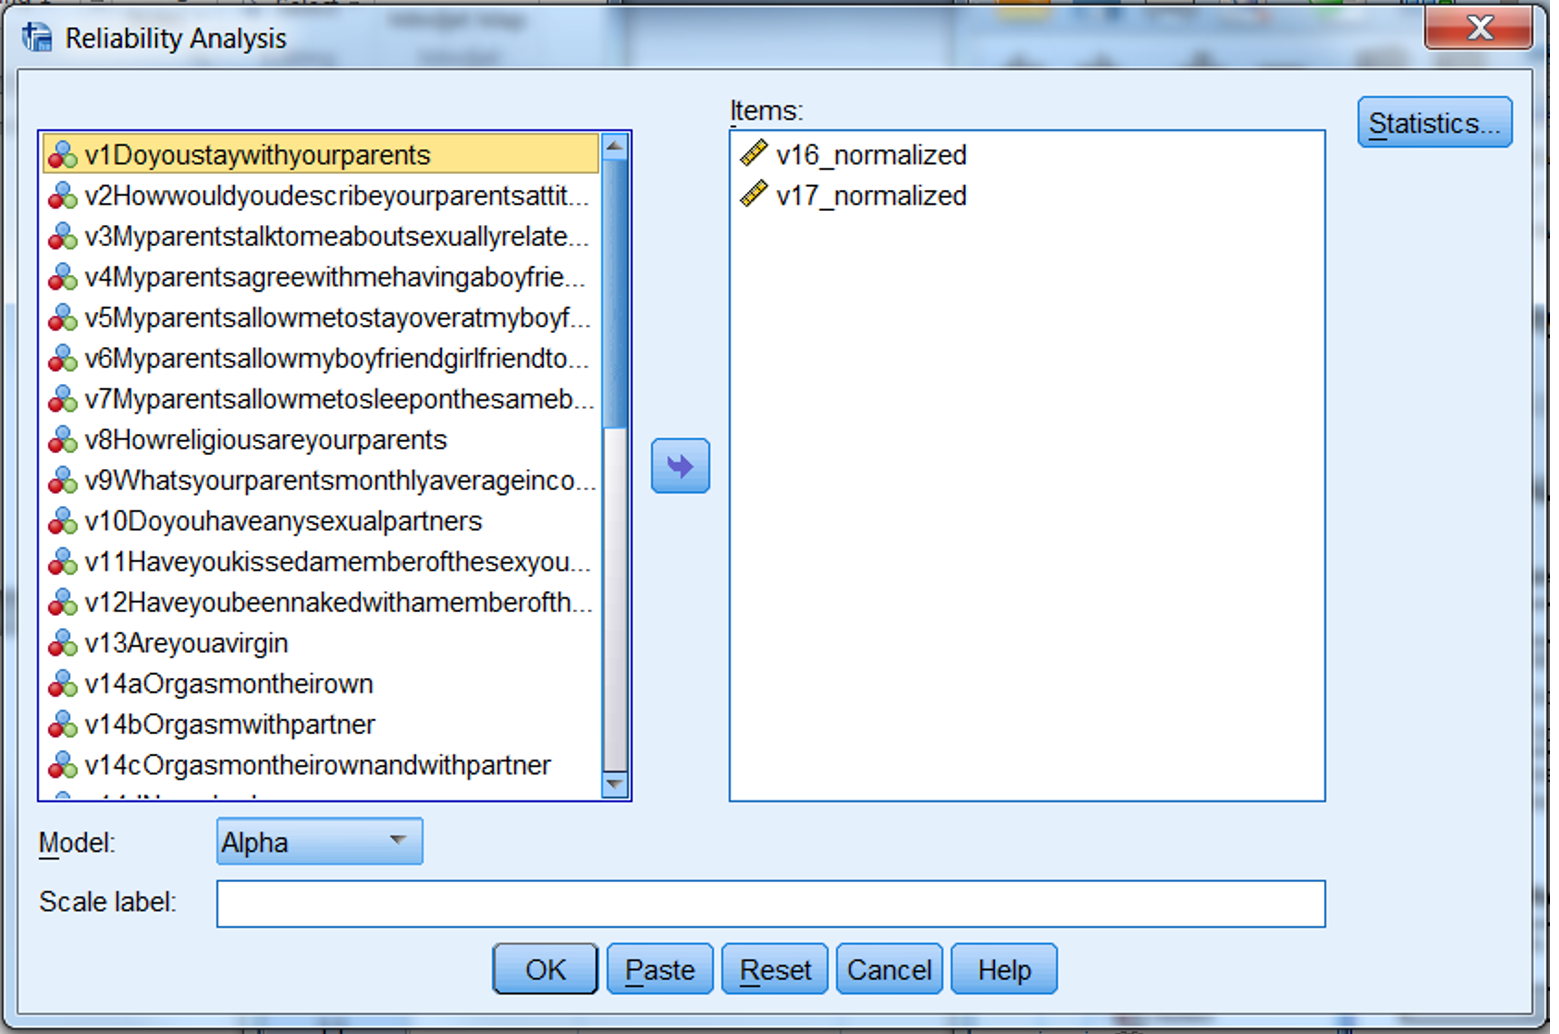 Reliability Analysis
Items:
Statistics...
v1Doyoustaywithyourparents
v2Howwouldyoudescribeyourparentsattit...
v3Myparentstalktomeaboutsexuallyrelate...
v4Myparentsagreewithmehavingaboyfrie...
v5Myparentsallowmetostayoveratmyboyf...
v6Myparentsallowmyboyfriendgirlfriendto...
v7Myparentsallowmetosleeponthesameb...
v8Howreligiousareyourparents
v9Whatsyourparentsmonthlyaverageinco...
v10Doyouhaveanysexualpartners
v11Haveyoukissedamemberofthesexyou...
v12Haveyoubeennakedwithamemberofth...
v13Areyouavirgin
v14aOrgasmontheirown
v14bOrgasmwithpartner
v14cOrgasmontheirownandwithpartner
v16_normalized
v17_normalized
Model:
Alpha
Scale label:
OK
Paste
Reset
Cancel
Help